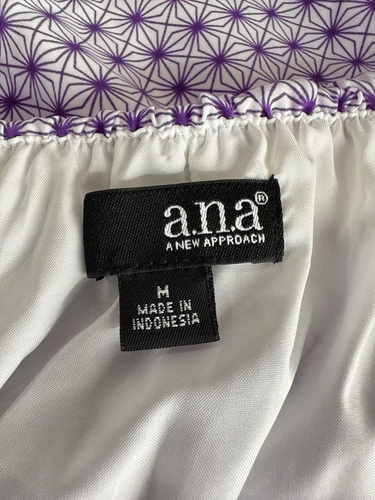 a.n.a®
A NEW APPROACH
M
MADE IN
INDONESIA